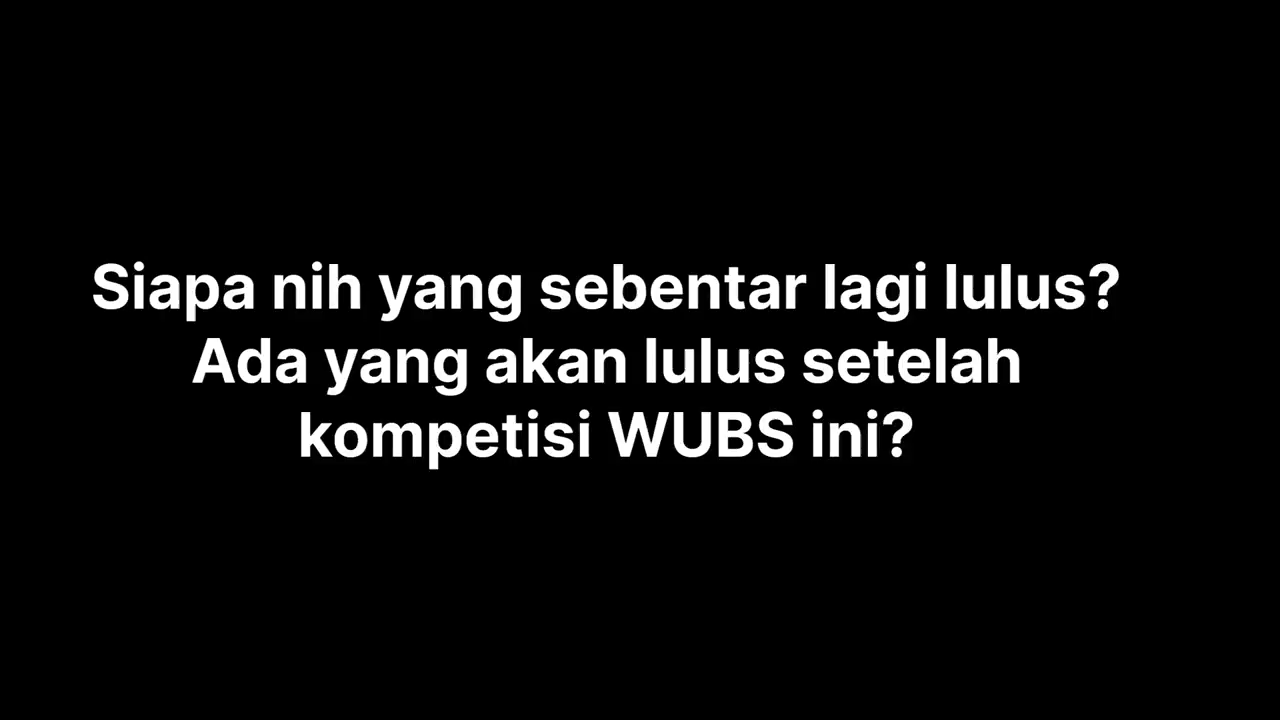 Siapa nih yang sebentar lagi lulus?
Ada yang akan lulus setelah
kompetisi WUBS ini?